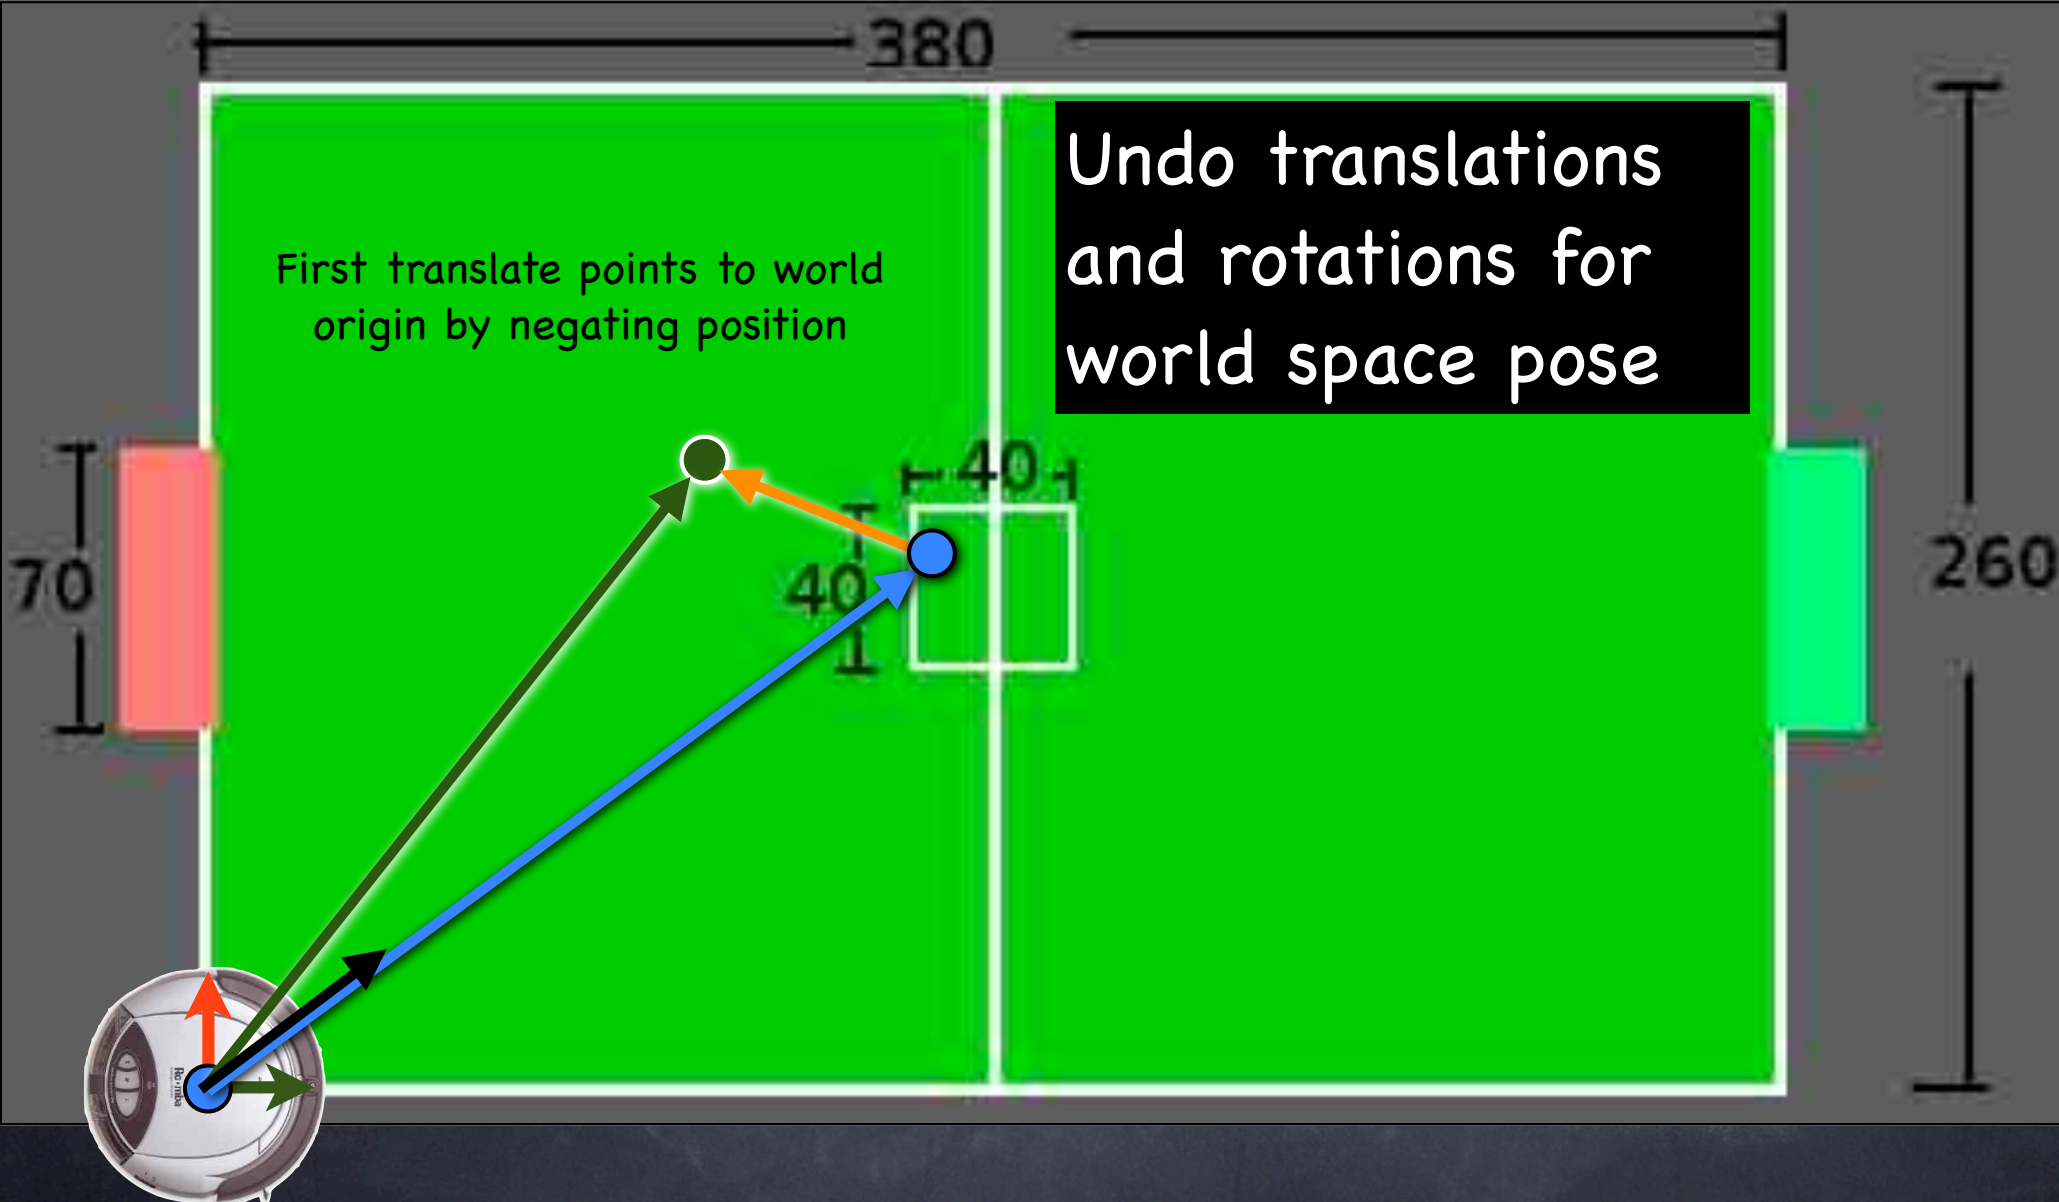 380
Undo translations
and rotations for
world space pose
First translate points to world
origin by negating position
40
40
70
260